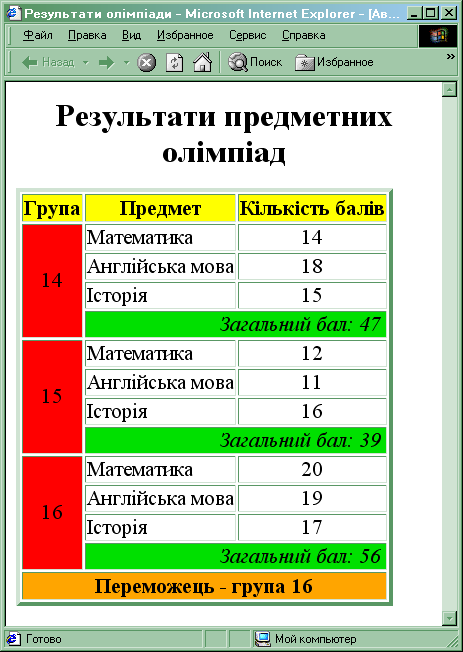 Результати олімпіади - Microsoft Internet Explorer - [Ав...
Файл Правка Вид Избранное Сервис Справка
Назад Поиск Избранное »
Результати предметних
олімпіад
Група Предмет Кількість балів
14
Математика 14
Англійська мова 18
Історія 15
Загальний бал: 47
15
Математика 12
Англійська мова 11
Історія 16
Загальний бал: 39
16
Математика 20
Англійська мова 19
Історія 17
Загальний бал: 56
Переможець - група 16
Готово Мой компьютер